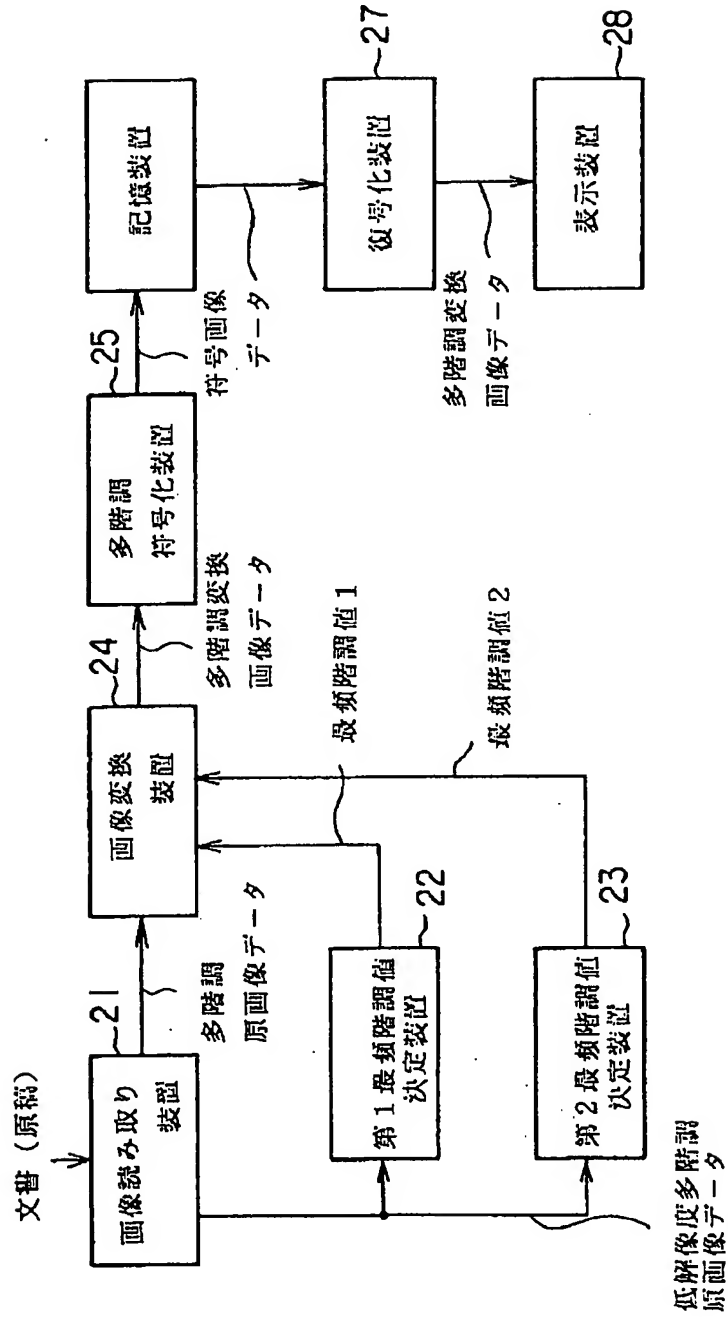 文書(原稿)
21
画像読み取り
装置
多階調
原画像データ
24
画像変換
装置
多階調変換
画像データ
25
多階調
符号化装置
符号画像
データ
記憶装置
27
復号化装置
多階調変換
画像データ
28
表示装置
22
第1最頻階調値
決定装置
最頻階調値1
23
第2最頻階調値
決定装置
最頻階調値2
低解像度多階調
原画像データ